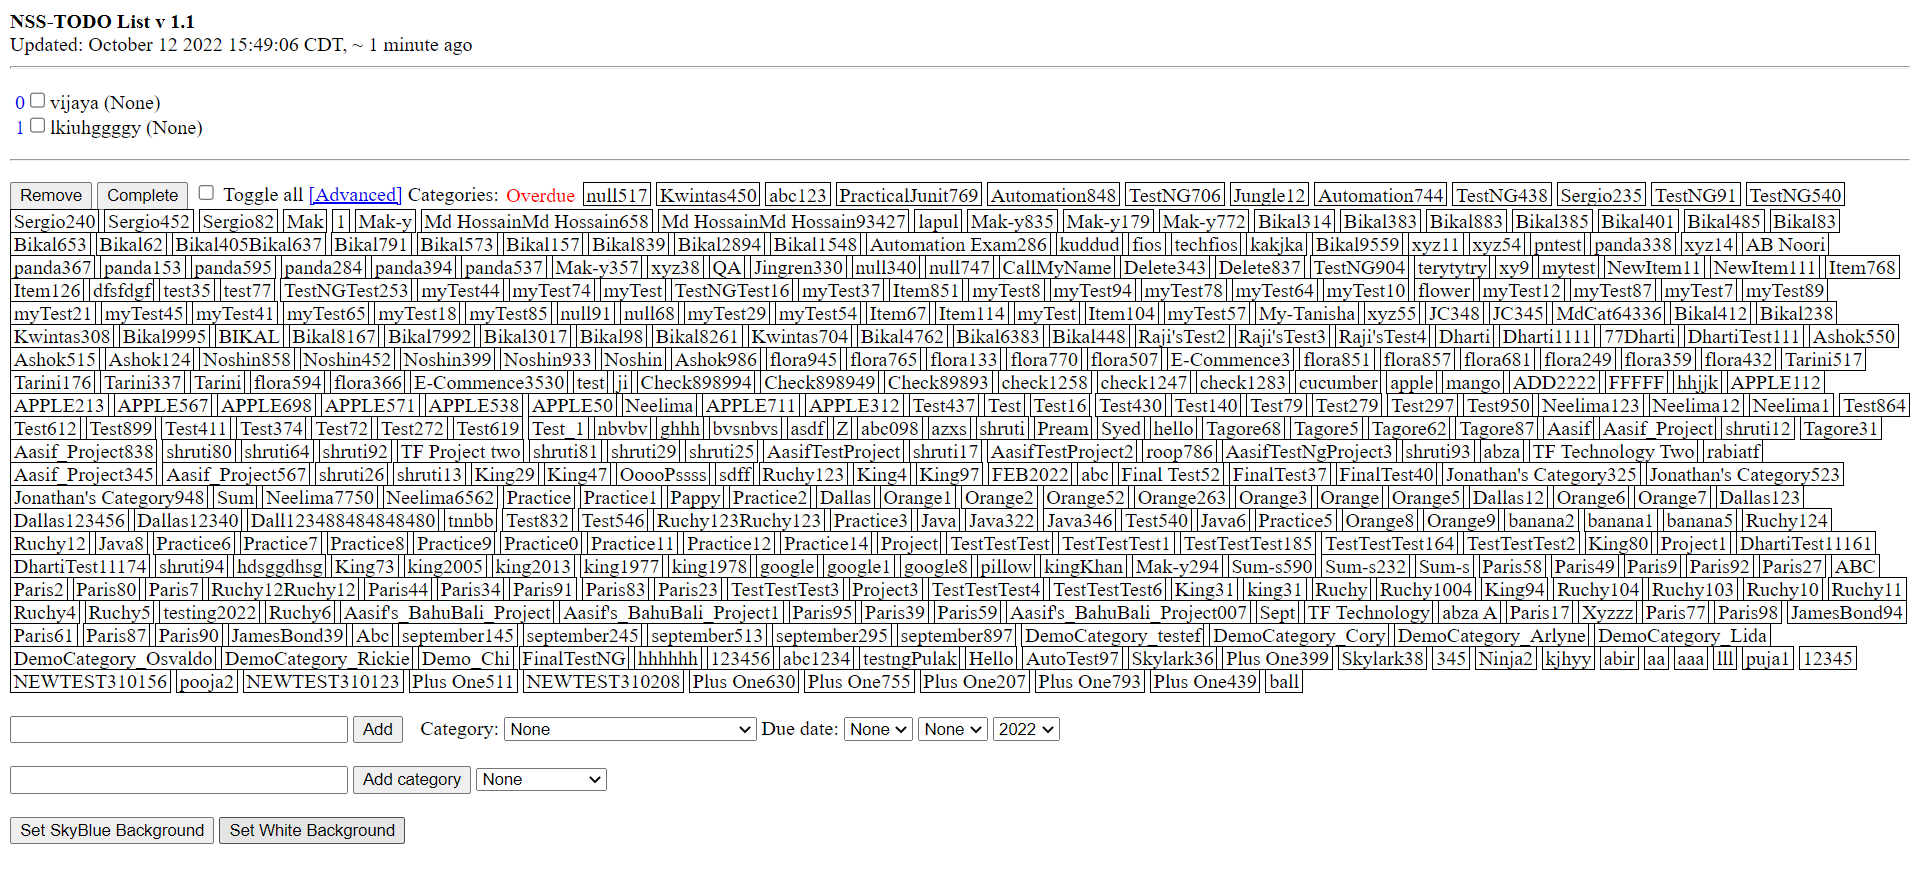 NSS-TODO List v 1.1
Updated: October 12 2022 15:49:06 CDT, ~ 1 minute ago
0 vijaya (None)
1 lkiuhggggy (None)
Remove Complete Toggle all [Advanced] Categories: Overdue null517 Kwintas450 abc123 PracticalJunit769 Automation848 TestNG706 Jungle12 Automation744 TestNG438 Sergio235 TestNG91 TestNG540
Sergio240 Sergio452 Sergio82 Mak 1 Mak-y Md HossainMd Hossain658 Md HossainMd Hossain93427 lapul Mak-y835 Mak-y179 Mak-y772 Bikal314 Bikal383 Bikal883 Bikal385 Bikal401 Bikal485 Bikal83
Bikal653 Bikal62 Bikal405Bikal637 Bikal791 Bikal573 Bikal157 Bikal839 Bikal2894 Bikal1548 Automation Exam286 kuddud fios techfios kakjka Bikal9559 xyz11 xyz54 pntest panda338 xyz14 AB Noori
panda367 panda153 panda595 panda284 panda394 panda537 Mak-y357 xyz38 QA Jingren330 null340 null747 CallMyName Delete343 Delete837 TestNG904 terytytry xy9 mytest NewItem11 NewItem111 Item768
Item126 dfsfdgf test35 test77 TestNGTest253 myTest44 myTest74 myTest TestNGTest16 myTest37 Item851 myTest8 myTest94 myTest78 myTest64 myTest10 flower myTest12 myTest87 myTest7 myTest89
myTest21 myTest45 myTest41 myTest65 myTest18 myTest85 null91 null68 myTest29 myTest54 Item67 Item114 myTest Item104 myTest57 My-Tanisha xyz55 JC348 JC345 MdCat64336 Bikal412 Bikal238
Kwintas308 Bikal9995 BIKAL Bikal8167 Bikal7992 Bikal3017 Bikal98 Bikal8261 Kwintas704 Bikal4762 Bikal6383 Bikal448 Raji'sTest2 Raji'sTest3 Raji'sTest4 Dharti Dharti1111 77Dharti DhartiTest111 Ashok550
Ashok515 Ashok124 Noshin858 Noshin452 Noshin399 Noshin933 Noshin Ashok986 flora945 flora765 flora133 flora770 flora507 E-Commence3 flora851 flora857 flora681 flora249 flora359 flora432 Tarini517
Tarini176 Tarini337 Tarini flora594 flora366 E-Commence3530 test ji Check898994 Check898949 Check89893 check1258 check1247 check1283 cucumber apple mango ADD2222 FFFFF hhjjk APPLE112
APPLE213 APPLE567 APPLE698 APPLE571 APPLE538 APPLE50 Neelima APPLE711 APPLE312 Test437 Test Test16 Test430 Test140 Test79 Test279 Test297 Test950 Neelima123 Neelima12 Neelima1 Test864
Test612 Test899 Test411 Test374 Test72 Test272 Test619 Test_1 nbvbv ghhh bvsnbvs asdf Z abc098 azxs shruti Pream Syed hello Tagore68 Tagore5 Tagore62 Tagore87 Aasif Aasif_Project shruti12 Tagore31
Aasif_Project838 shruti80 shruti64 shruti92 TF Project two shruti81 shruti29 shruti25 AasifTestProject shruti17 AasifTestProject2 roop786 AasifTestNgProject3 shruti93 abza TF Technology Two rabiatf
Aasif_Project345 Aasif_Project567 shruti26 shruti13 King29 King47 OoooPssss sdff Ruchy123 King4 King97 FEB2022 abc Final Test52 FinalTest37 FinalTest40 Jonathan's Category325 Jonathan's Category523
Jonathan's Category948 Sum Neelima7750 Neelima6562 Practice Practice1 Pappy Practice2 Dallas Orange1 Orange2 Orange52 Orange263 Orange3 Orange Orange5 Dallas12 Orange6 Orange7 Dallas123
Dallas123456 Dallas12340 Dall123488484848480 tnnbb Test832 Test546 Ruchy123Ruchy123 Practice3 Java Java322 Java346 Test540 Java6 Practice5 Orange8 Orange9 banana2 banana1 banana5 Ruchy124
Ruchy12 Java8 Practice6 Practice7 Practice8 Practice9 Practice0 Practice11 Practice12 Practice14 Project TestTestTest TestTestTest1 TestTestTest185 TestTestTest164 TestTestTest2 King80 Project1 DhartiTest11161
DhartiTest11174 shruti94 hdsggdhsg King73 king2005 king2013 king1977 king1978 google google1 google8 pillow kingKhan Mak-y294 Sum-s590 Sum-s232 Sum-s Paris58 Paris49 Paris9 Paris92 Paris27 ABC
Paris2 Paris80 Paris7 Ruchy12Ruchy12 Paris44 Paris34 Paris91 Paris83 Paris23 TestTestTest3 Project3 TestTestTest4 TestTestTest6 King31 king31 Ruchy Ruchy1004 King94 Ruchy104 Ruchy103 Ruchy10 Ruchy11
Ruchy4 Ruchy5 testing2022 Ruchy6 Aasif's_BahuBali_Project Aasif's_BahuBali_Project1 Paris95 Paris39 Paris59 Aasif's_BahuBali_Project007 Sept TF Technology abza A Paris17 Xyzzz Paris77 Paris98 JamesBond94
Paris61 Paris87 Paris90 JamesBond39 Abc september145 september245 september513 september295 september897 DemoCategory_testef DemoCategory_Cory DemoCategory_Arlyne DemoCategory_Lida
DemoCategory_Osvaldo DemoCategory_Rickie Demo_Chi FinalTestNG hhhhhh 123456 abc1234 testngPulak Hello AutoTest97 Skylark36 Plus One399 Skylark38 345 Ninja2 kjhyy abir aa aaa lll puja1 12345
NEWTEST310156 pooja2 NEWTEST310123 Plus One511 NEWTEST310208 Plus One630 Plus One755 Plus One207 Plus One793 Plus One439 ball
Add Category: None Due date: None None 2022
Add category None
Set SkyBlue Background Set White Background